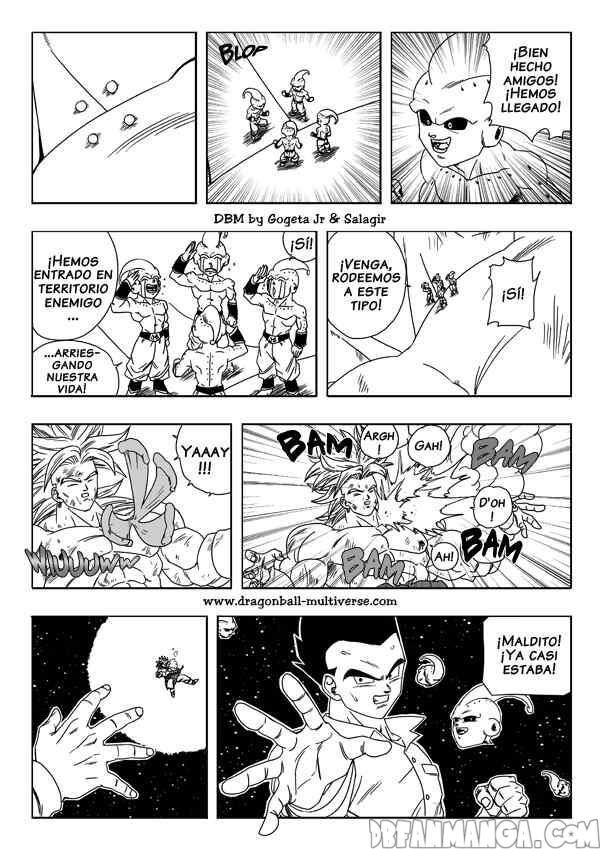 BLOP
¡BIEN
HECHO
AMIGOS!
¡HEMOS
LLEGADO!
DBM by Gogeta Jr & Salagir
¡HEMOS
ENTRADO EN
TERRITORIO
ENEMIGO
...
¡SÍ!
...ARRIES-
GANDO
NUESTRA
VIDA!
¡VENGA,
RODEEMOS
A ESTE
TIPO!
¡SÍ!
YAAAY
!!!
WIUUUWW
BAM
ARGH
!
BAM
GAH!
D'OH
!
BAM
AH!
BAM
www.dragonball-multiverse.com
¡MALDITO!
¡YA CASI
ESTABA!
DBFANMANGA.COM